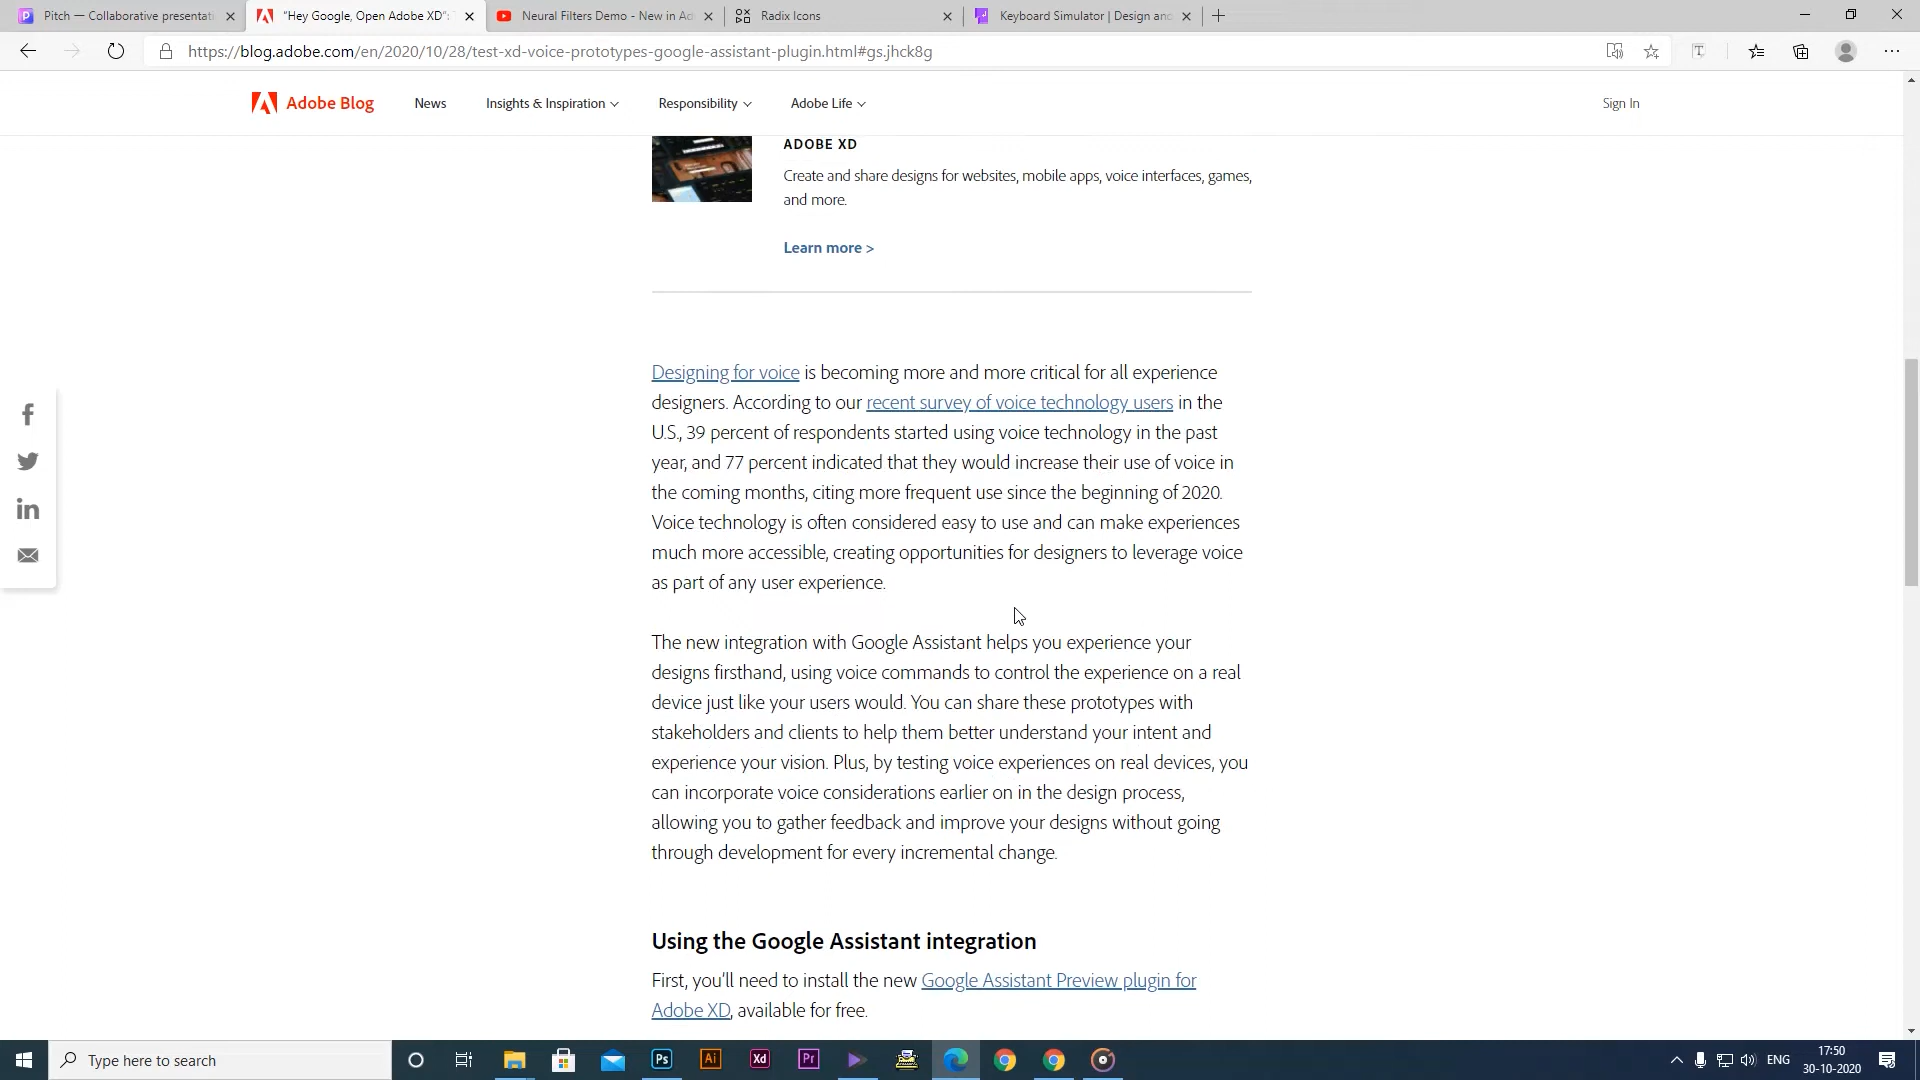 Pitch — Collaborative presentati
"Hey Google, Open Adobe XD":
Neural Filters Demo - New in Ad
Radix Icons
Keyboard Simulator | Design and
https://blog.adobe.com/en/2020/10/28/test-xd-voice-prototypes-google-assistant-plugin.html#gs.jhck8g
Adobe Blog
News
Insights & Inspiration
Responsibility
Adobe Life
Sign In
ADOBE XD
Create and share designs for websites, mobile apps, voice interfaces, games,
and more.
Learn more >
Designing for voice is becoming more and more critical for all experience
designers. According to our recent survey of voice technology users in the
U.S., 39 percent of respondents started using voice technology in the past
year, and 77 percent indicated that they would increase their use of voice in
the coming months, citing more frequent use since the beginning of 2020.
Voice technology is often considered easy to use and can make experiences
much more accessible, creating opportunities for designers to leverage voice
as part of any user experience.
The new integration with Google Assistant helps you experience your
designs firsthand, using voice commands to control the experience on a real
device just like your users would. You can share these prototypes with
stakeholders and clients to help them better understand your intent and
experience your vision. Plus, by testing voice experiences on real devices, you
can incorporate voice considerations earlier on in the design process,
allowing you to gather feedback and improve your designs without going
through development for every incremental change.
Using the Google Assistant integration
First, you'll need to install the new Google Assistant Preview plugin for
Adobe XD, available for free.
Type here to search
Ps
Ai
Xd
Pr
ENG
17:50
30-10-2020